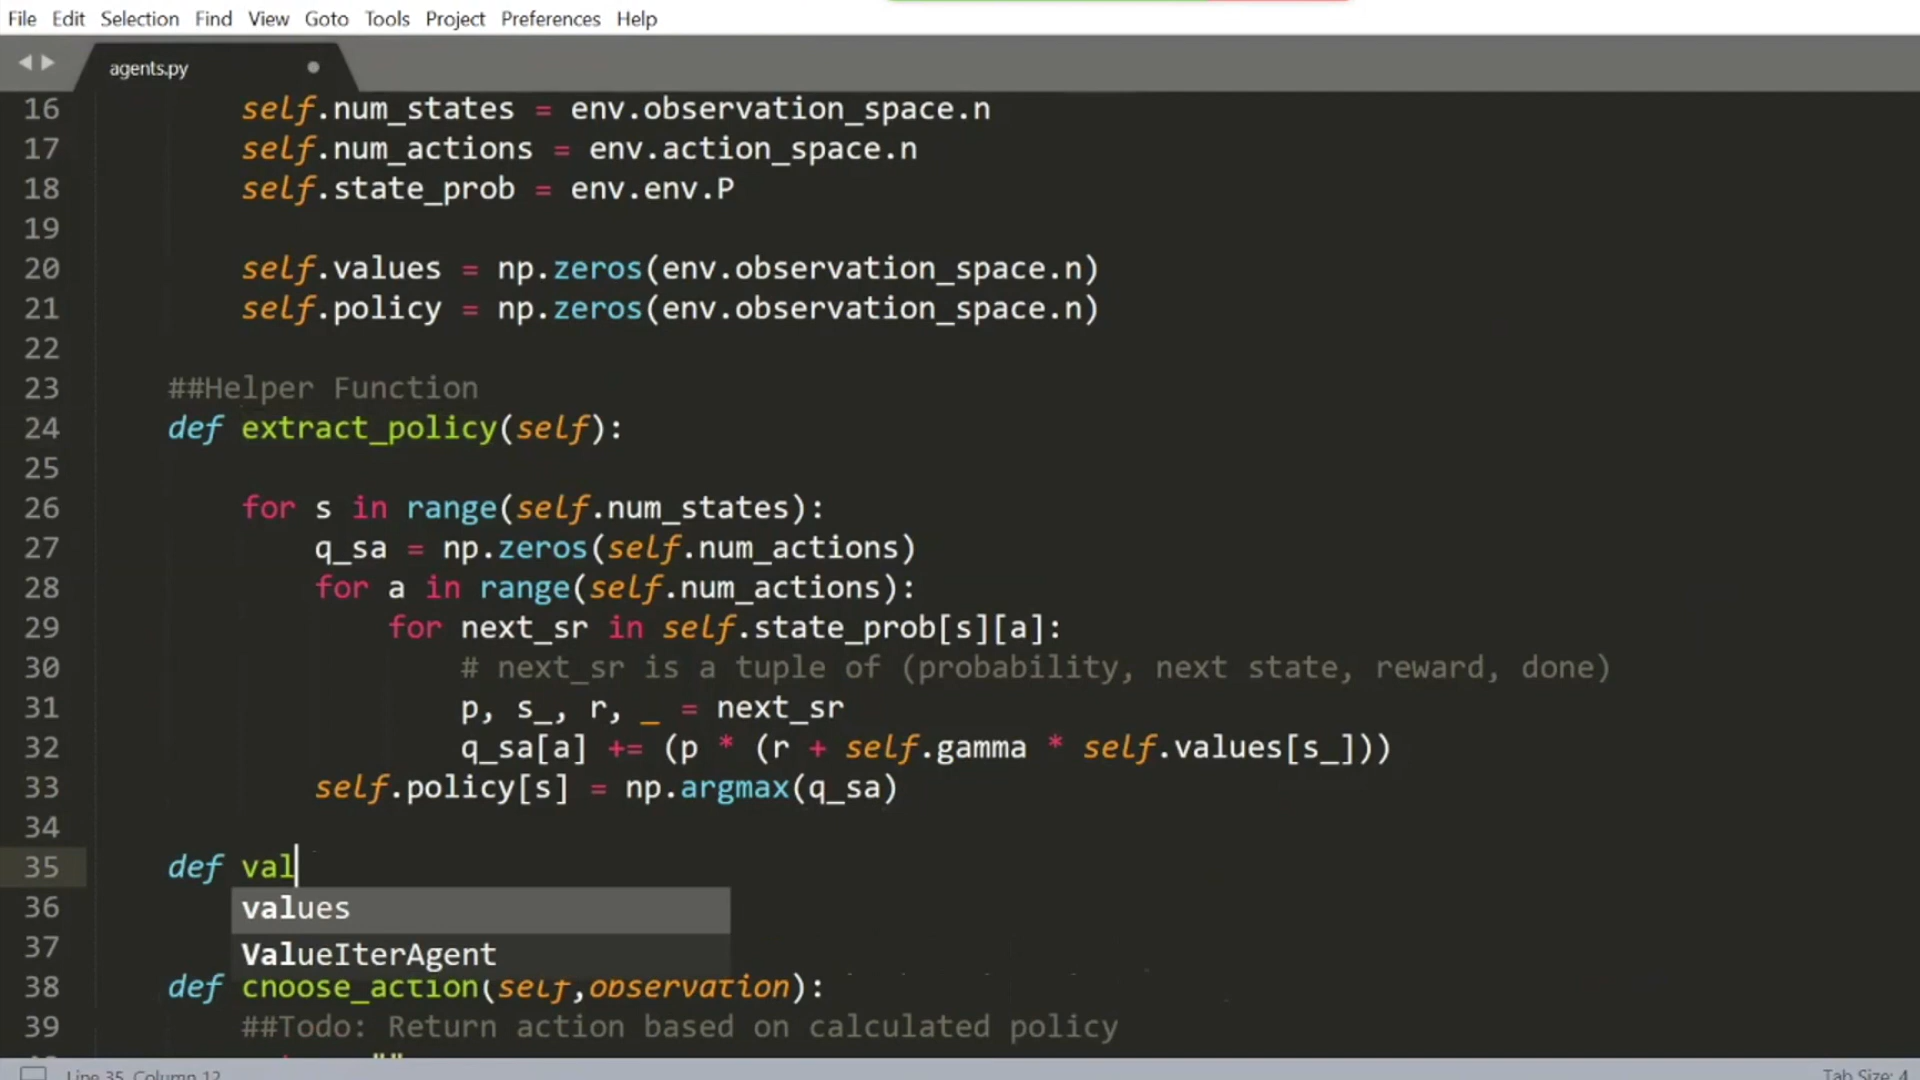 File Edit Selection Find View Goto Tools Project Preferences Help
agents.py
16 self.num_states = env.observation_space.n
17 self.num_actions = env.action_space.n
18 self.state_prob = env.env.P
19
20 self.values = np.zeros(env.observation_space.n)
21 self.policy = np.zeros(env.observation_space.n)
22
23 ##Helper Function
24 def extract_policy(self):
25
26 for s in range(self.num_states):
27 q_sa = np.zeros(self.num_actions)
28 for a in range(self.num_actions):
29 for next_sr in self.state_prob[s][a]:
30 # next_sr is a tuple of (probability, next state, reward, done)
31 p, s_, r, _ = next_sr
32 q_sa[a] += (p * (r + self.gamma * self.values[s_]))
33 self.policy[s] = np.argmax(q_sa)
34
35 def val
36 values
37 ValueIterAgent
38 def choose_action(self,observation):
39 ##Todo: Return action based on calculated policy
Line 35, Column 12 Tab Size: 4